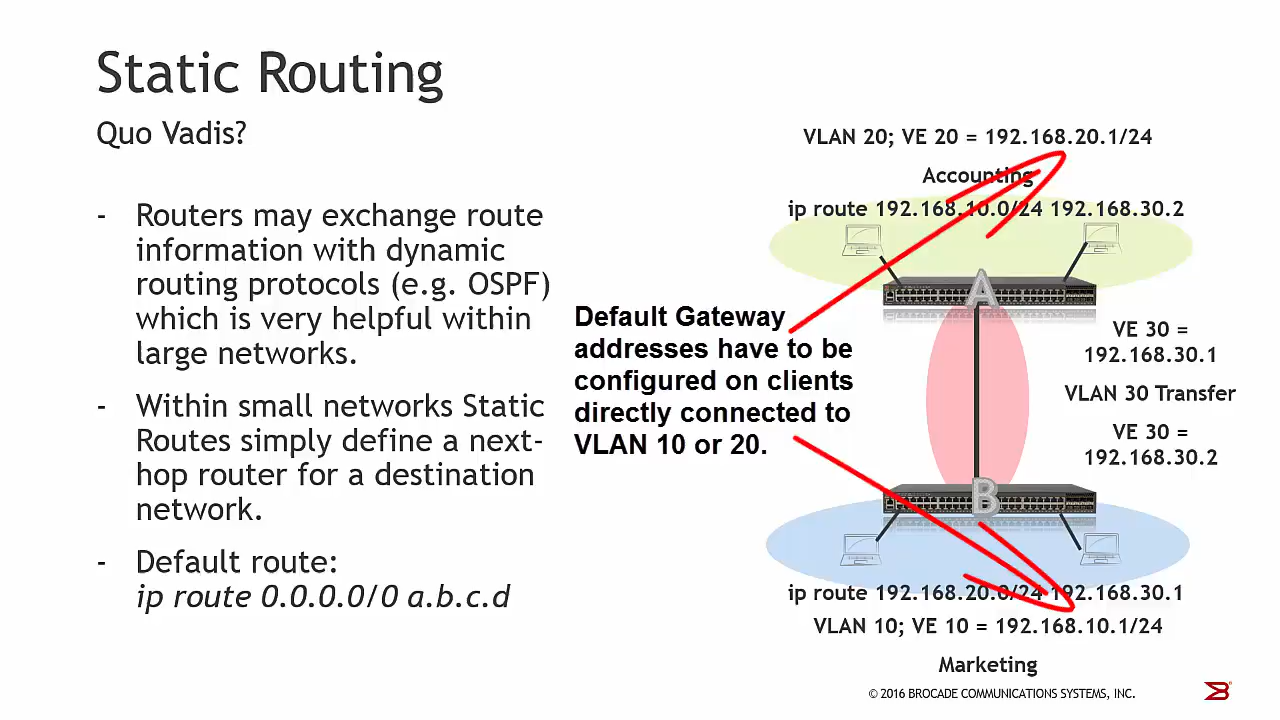 Static Routing
Quo Vadis?
- Routers may exchange route
information with dynamic
routing protocols (e.g. OSPF)
which is very helpful within
large networks.
- Within small networks Static
Routes simply define a next-
hop router for a destination
network.
- Default route:
ip route 0.0.0.0/0 a.b.c.d
Default Gateway
addresses have to be
configured on clients
directly connected to
VLAN 10 or 20.
VLAN 20; VE 20 = 192.168.20.1/24
Accounting
ip route 192.168.10.0/24 192.168.30.2
A
VE 30 =
192.168.30.1
VLAN 30 Transfer
VE 30 =
192.168.30.2
B
ip route 192.168.20.0/24 192.168.30.1
VLAN 10; VE 10 = 192.168.10.1/24
Marketing
© 2016 BROCADE COMMUNICATIONS SYSTEMS, INC.